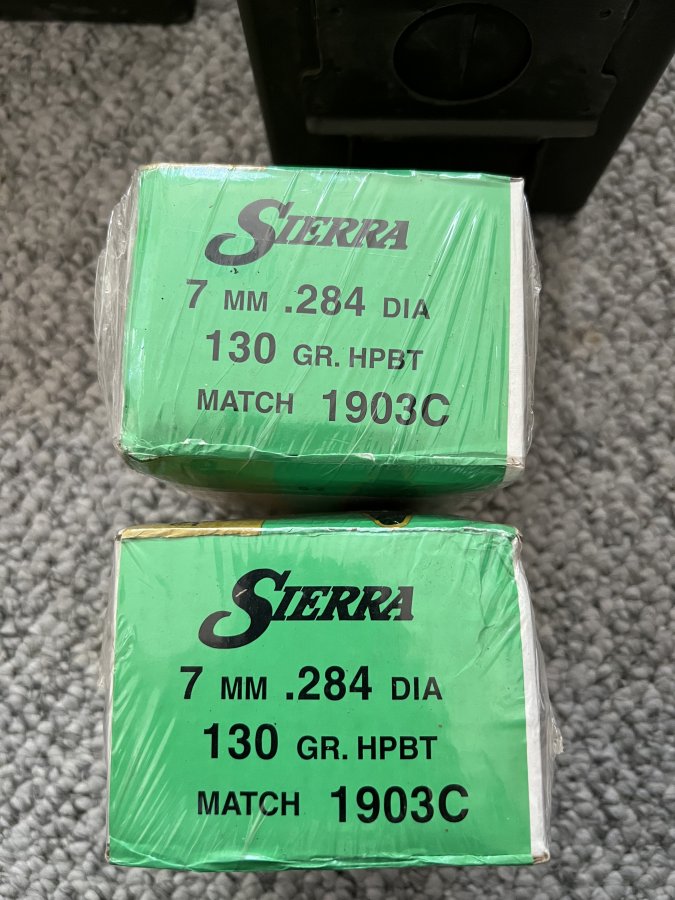 SIERRA
7 MM .284 DIA
130 GR. HPBT
MATCH 1903C
SIERRA
7 MM .284 DIA
130 GR. HPBT
MATCH 1903C